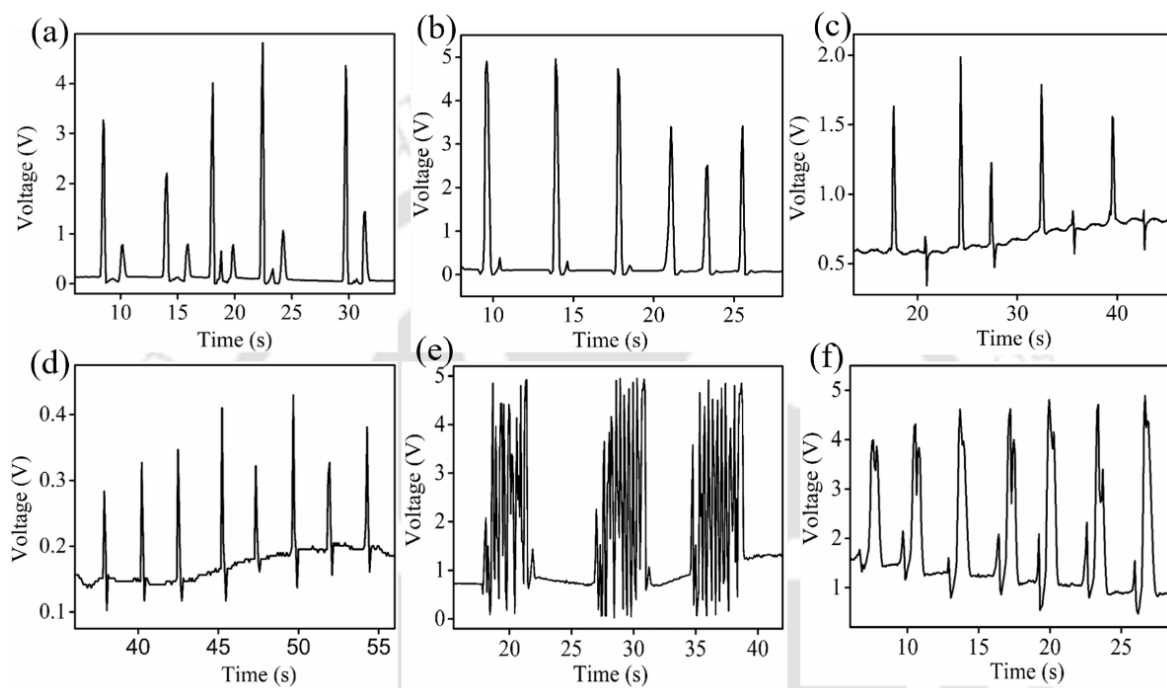 (a)
Voltage (V)
4
3
2
1
0
10 15 20 25 30
Time (s)
(b)
Voltage (V)
5
4
3
2
1
0
10 15 20 25
Time (s)
(c)
Voltage (V)
2.0
1.5
1.0
0.5
20 30 40
Time (s)
(d)
Voltage (V)
0.4
0.3
0.2
0.1
40 45 50 55
Time (s)
(e)
Voltage (V)
5
4
3
2
1
0
20 25 30 35 40
Time (s)
(f)
Voltage (V)
5
4
3
2
1
0
10 15 20 25
Time (s)